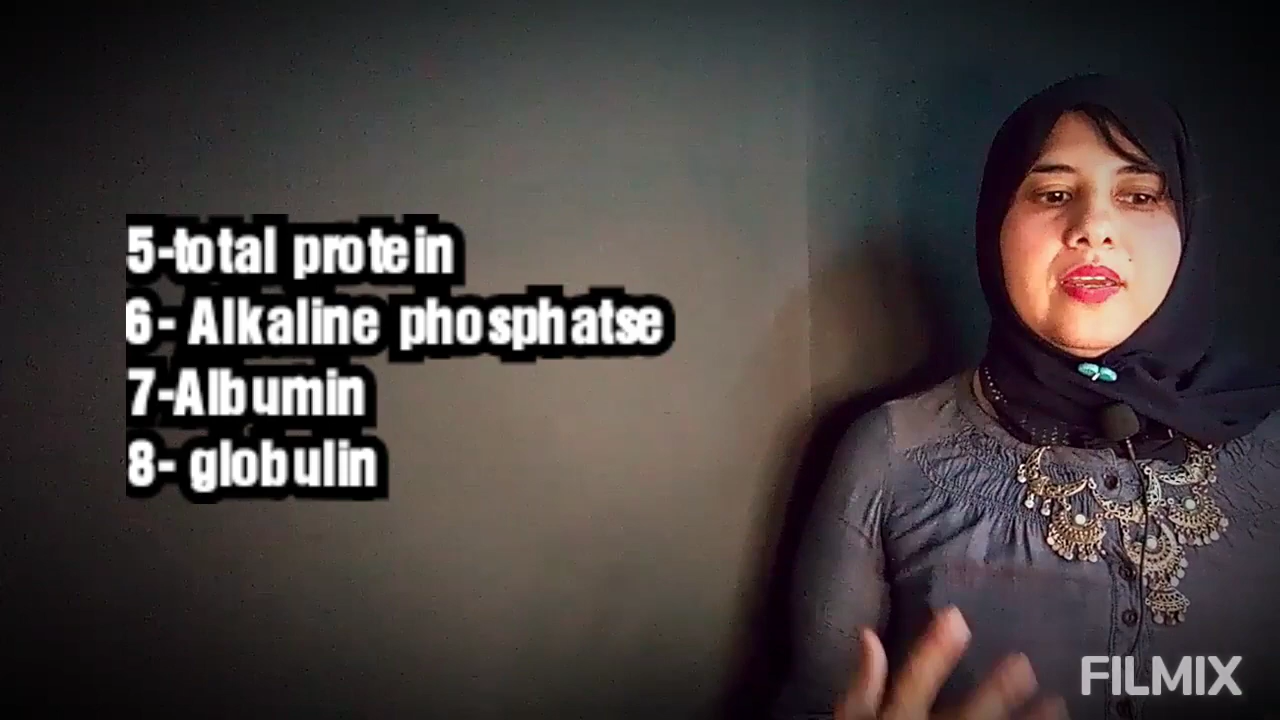 5-total protein
6- Alkaline phosphatse
7-Albumin
8- globulin
FILMIX